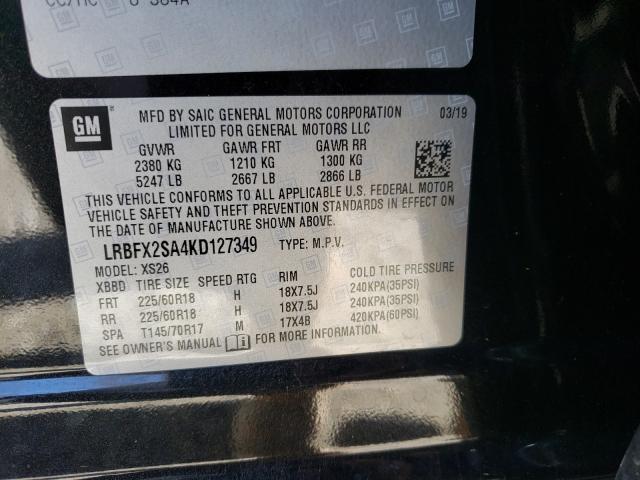 GM
MFD BY SAIC GENERAL MOTORS CORPORATION 03/19
LIMITED FOR GENERAL MOTORS LLC
GVWR GAWR FRT GAWR RR
2380 KG 1210 KG 1300 KG
5247 LB 2667 LB 2866 LB
THIS VEHICLE CONFORMS TO ALL APPLICABLE U.S. FEDERAL MOTOR
VEHICLE SAFETY AND THEFT PREVENTION STANDARDS IN EFFECT ON
THE DATE OF MANUFACTURE SHOWN ABOVE.
LRBFX2SA4KD127349 TYPE: M.P.V.
MODEL: XS26
XBBD TIRE SIZE SPEED RTG RIM COLD TIRE PRESSURE
FRT 225/60R18 H 18X7.5J 240KPA(35PSI)
RR 225/60R18 H 18X7.5J 240KPA(35PSI)
SPA T145/70R17 M 17X4B 420KPA(60PSI)
SEE OWNER'S MANUAL FOR MORE INFORMATION.